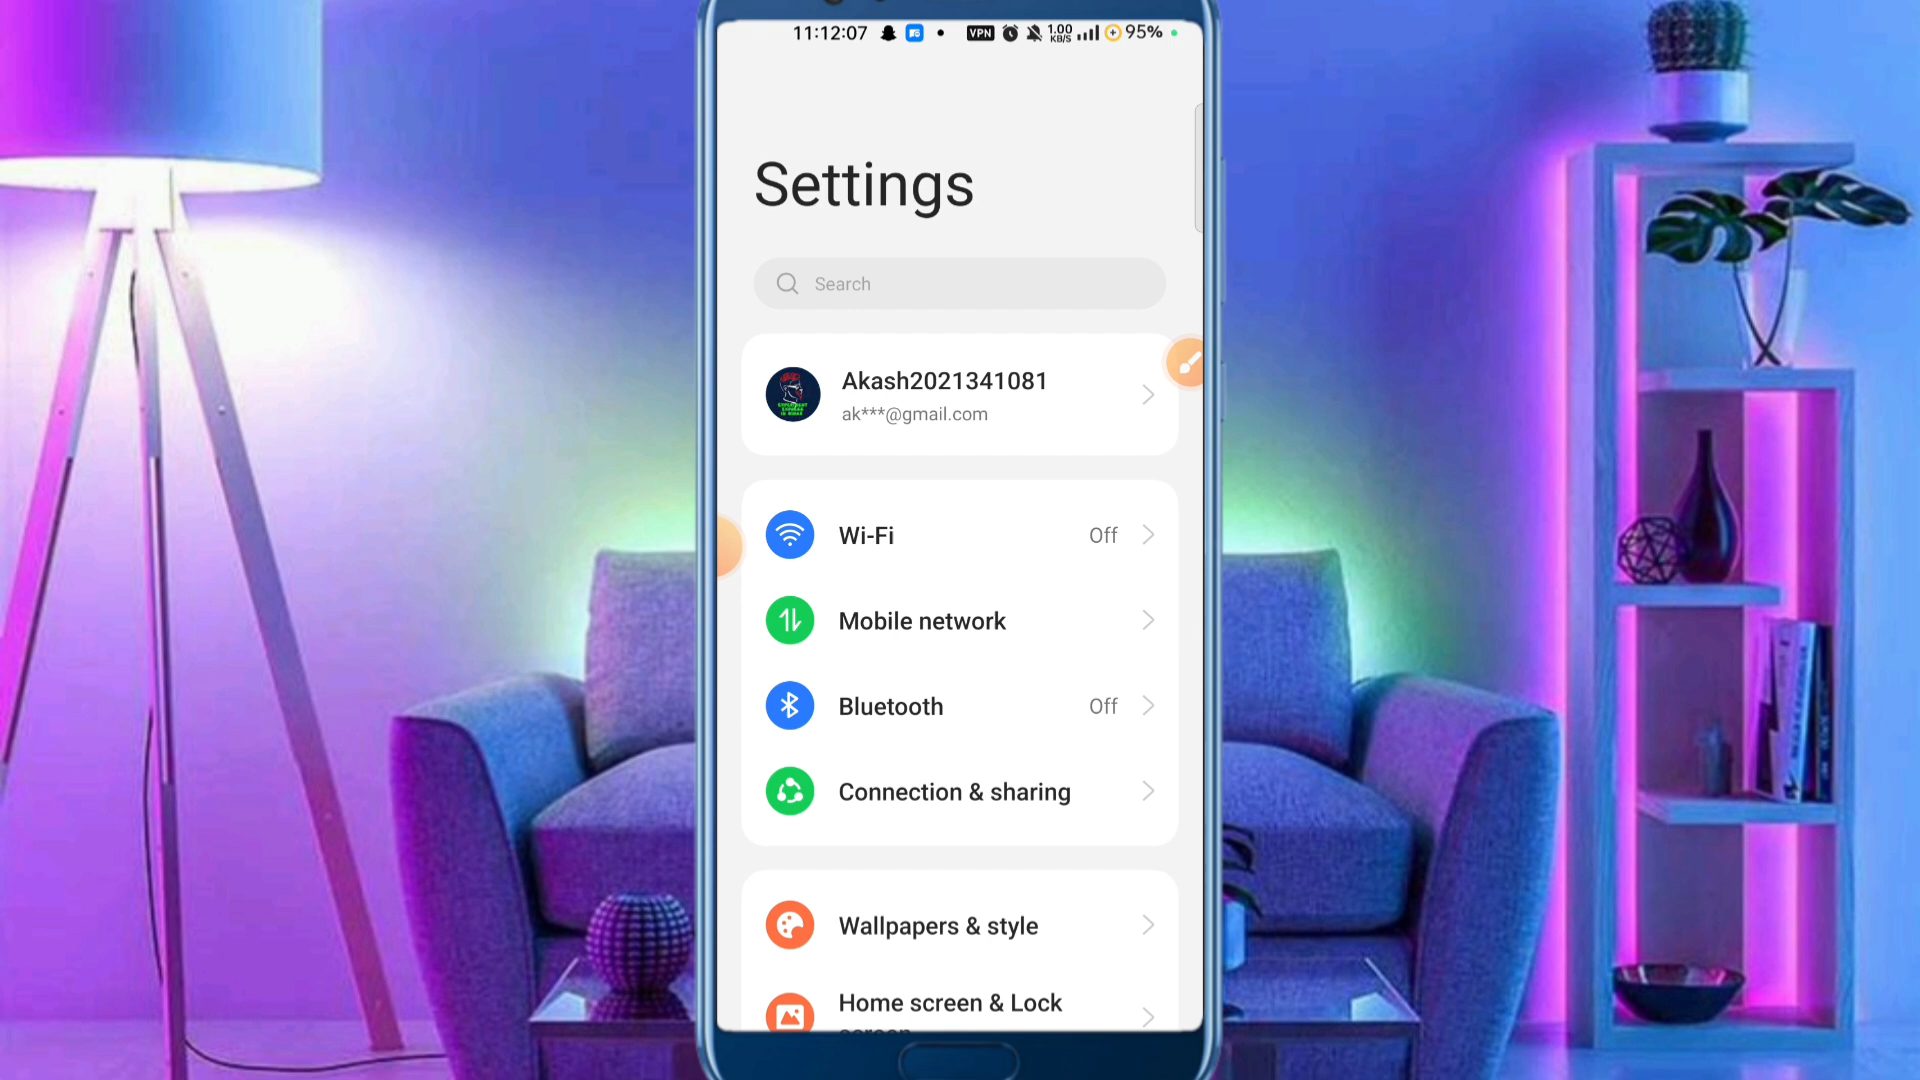 11:12:07 VPN 1.00 KB/S 95%
Settings
Search
Akash2021341081
ak***@gmail.com
Wi-Fi Off
Mobile network
Bluetooth Off
Connection & sharing
Wallpapers & style
Home screen & Lock
screen